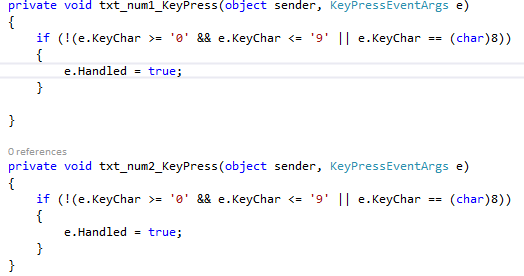 private void txt_num1_KeyPress(object sender, KeyPressEventArgs e)
{
if (!(e.KeyChar >= '0' && e.KeyChar <= '9' || e.KeyChar == (char)8))
{
e.Handled = true;
}
}
0 references
private void txt_num2_KeyPress(object sender, KeyPressEventArgs e)
{
if (!(e.KeyChar >= '0' && e.KeyChar <= '9' || e.KeyChar == (char)8))
{
e.Handled = true;
}
}